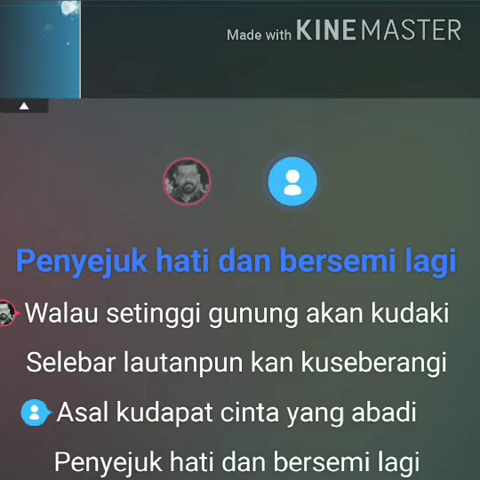 Made with KINEMASTER
Penyejuk hati dan bersemi lagi
Walau setinggi gunung akan kudaki
Selebar lautanpun kan kuseberangi
Asal kudapat cinta yang abadi
Penyejuk hati dan bersemi lagi